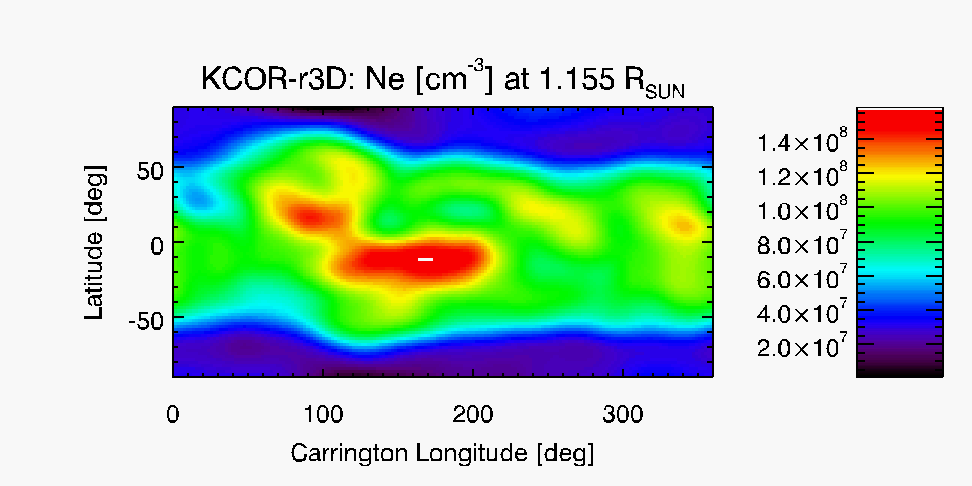 KCOR-r3D: Ne [cm⁻³] at 1.155 R_SUN
Latitude [deg]
50
0
-50
0 100 200 300
Carrington Longitude [deg]
1.4×10⁸
1.2×10⁸
1.0×10⁸
8.0×10⁷
6.0×10⁷
4.0×10⁷
2.0×10⁷